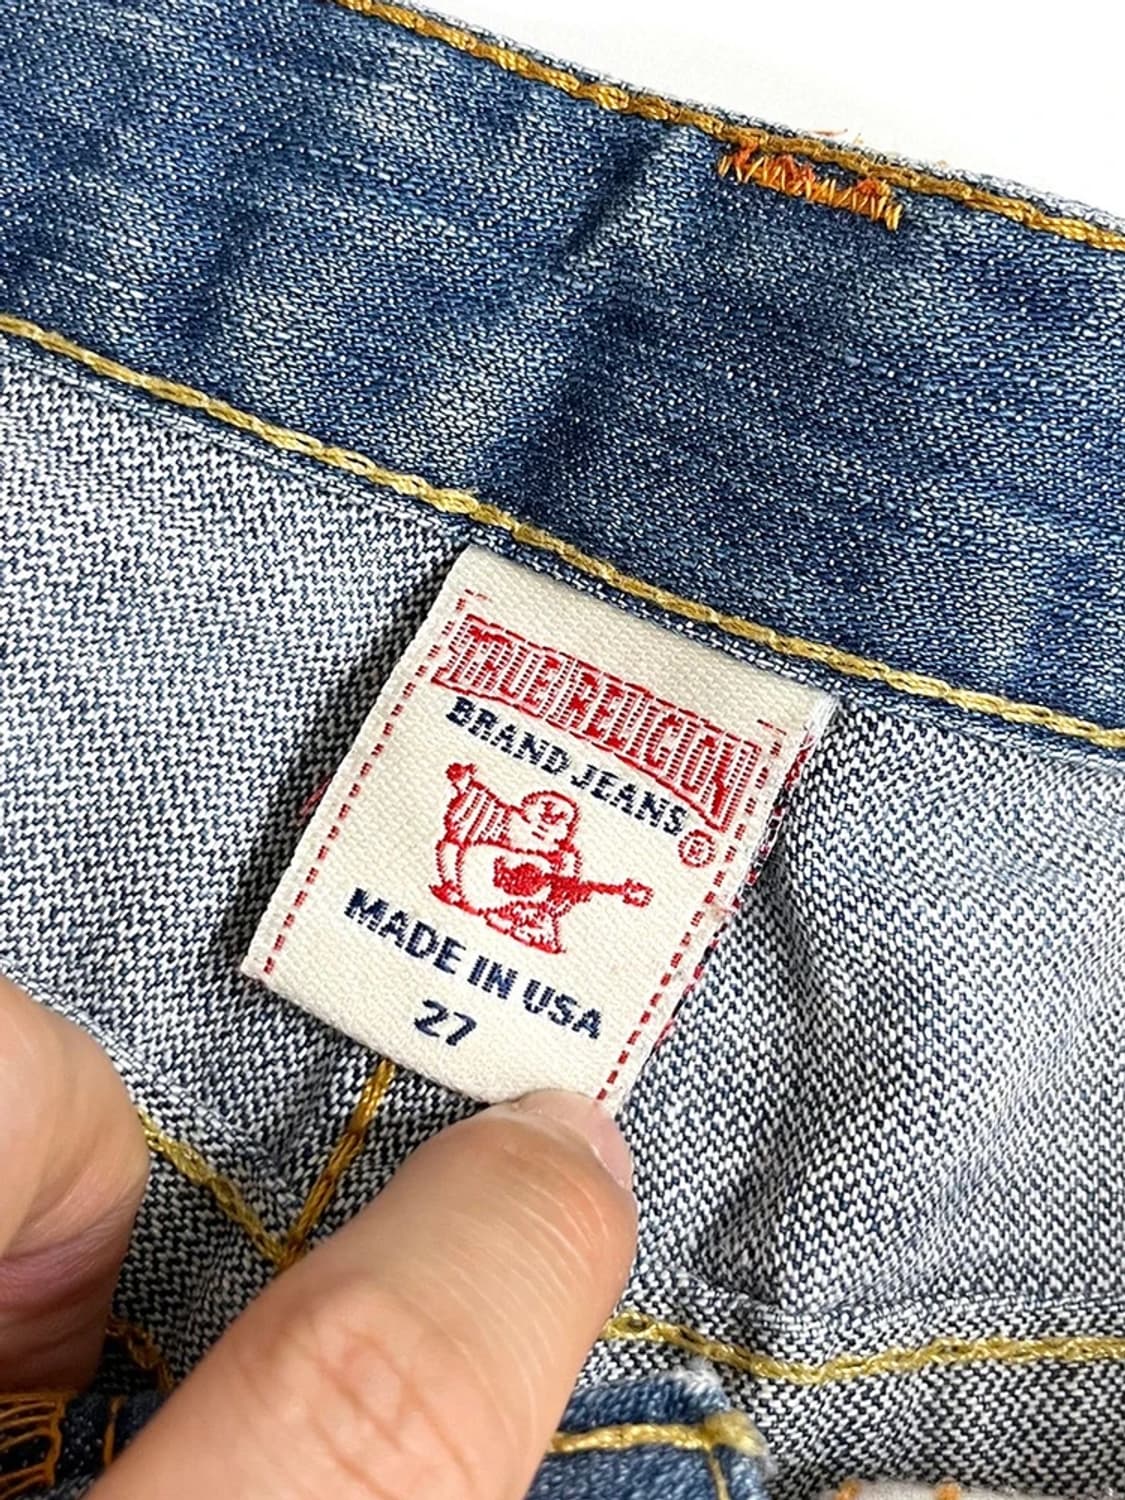 TRUE RELIGION
BRAND JEANS
®
MADE IN USA
27